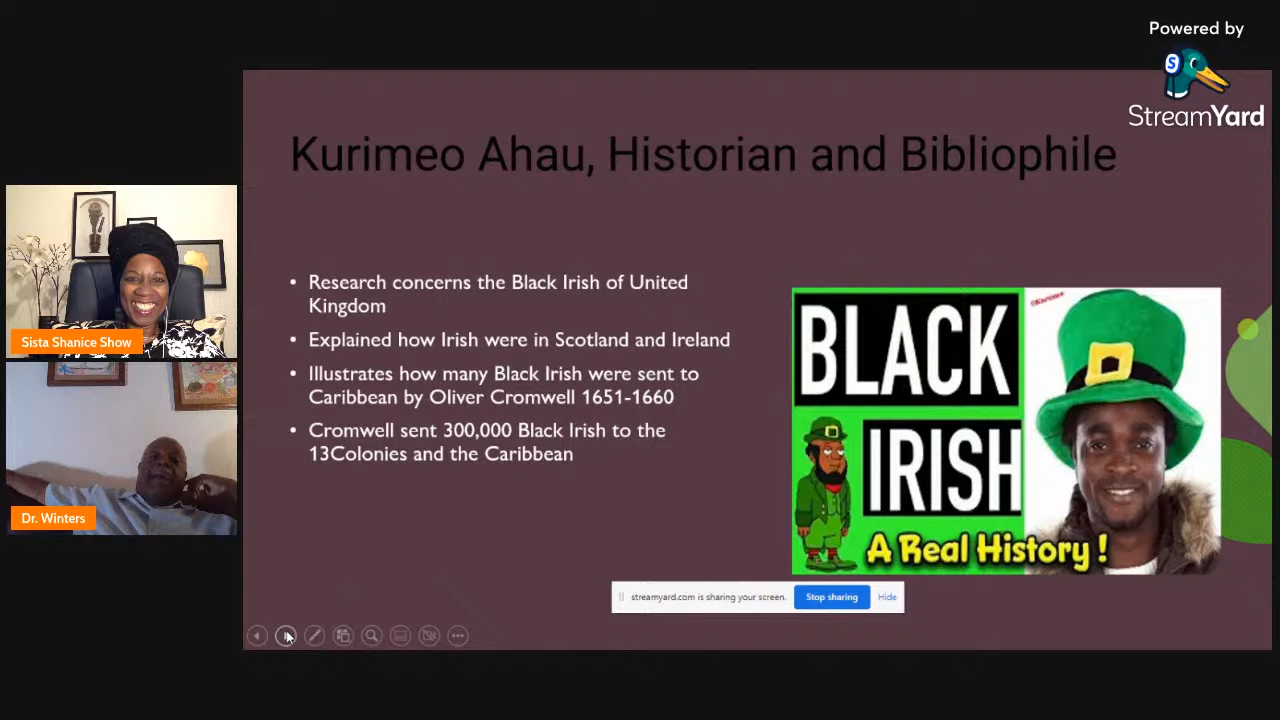 Powered by
S
StreamYard
Kurimeo Ahau, Historian and Bibliophile
• Research concerns the Black Irish of United
Kingdom
• Explained how Irish were in Scotland and Ireland
• Illustrates how many Black Irish were sent to
Caribbean by Oliver Cromwell 1651-1660
• Cromwell sent 300,000 Black Irish to the
13Colonies and the Caribbean
BLACK
IRISH
A Real History !
©Kurimeo
Sista Shanice Show
Dr. Winters
streamyard.com is sharing your screen.
Stop sharing
Hide